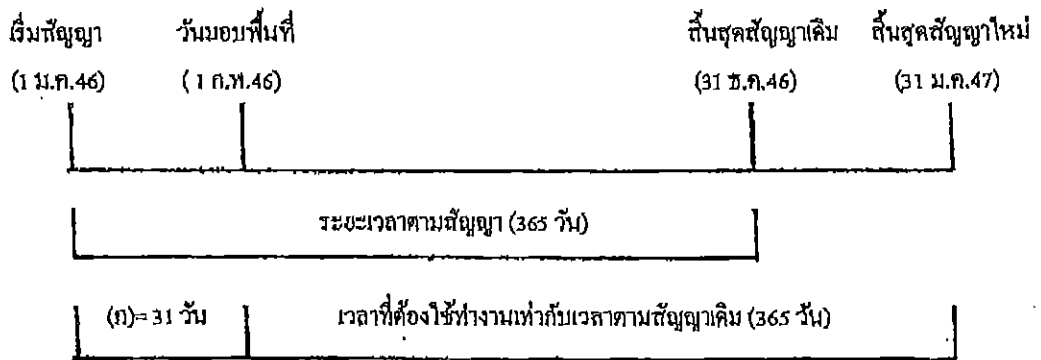 เริ่มสัญญา วันมอบพื้นที่ สิ้นสุดสัญญาเดิม สิ้นสุดสัญญาใหม่
(1 ม.ค.46) (1 ก.พ.46) (31 ธ.ค.46) (31 ม.ค.47)
ระยะเวลาตามสัญญา (365 วัน)
(ก)= 31 วัน เวลาที่ต้องใช้ทำงานเท่ากับเวลาตามสัญญาเดิม (365 วัน)